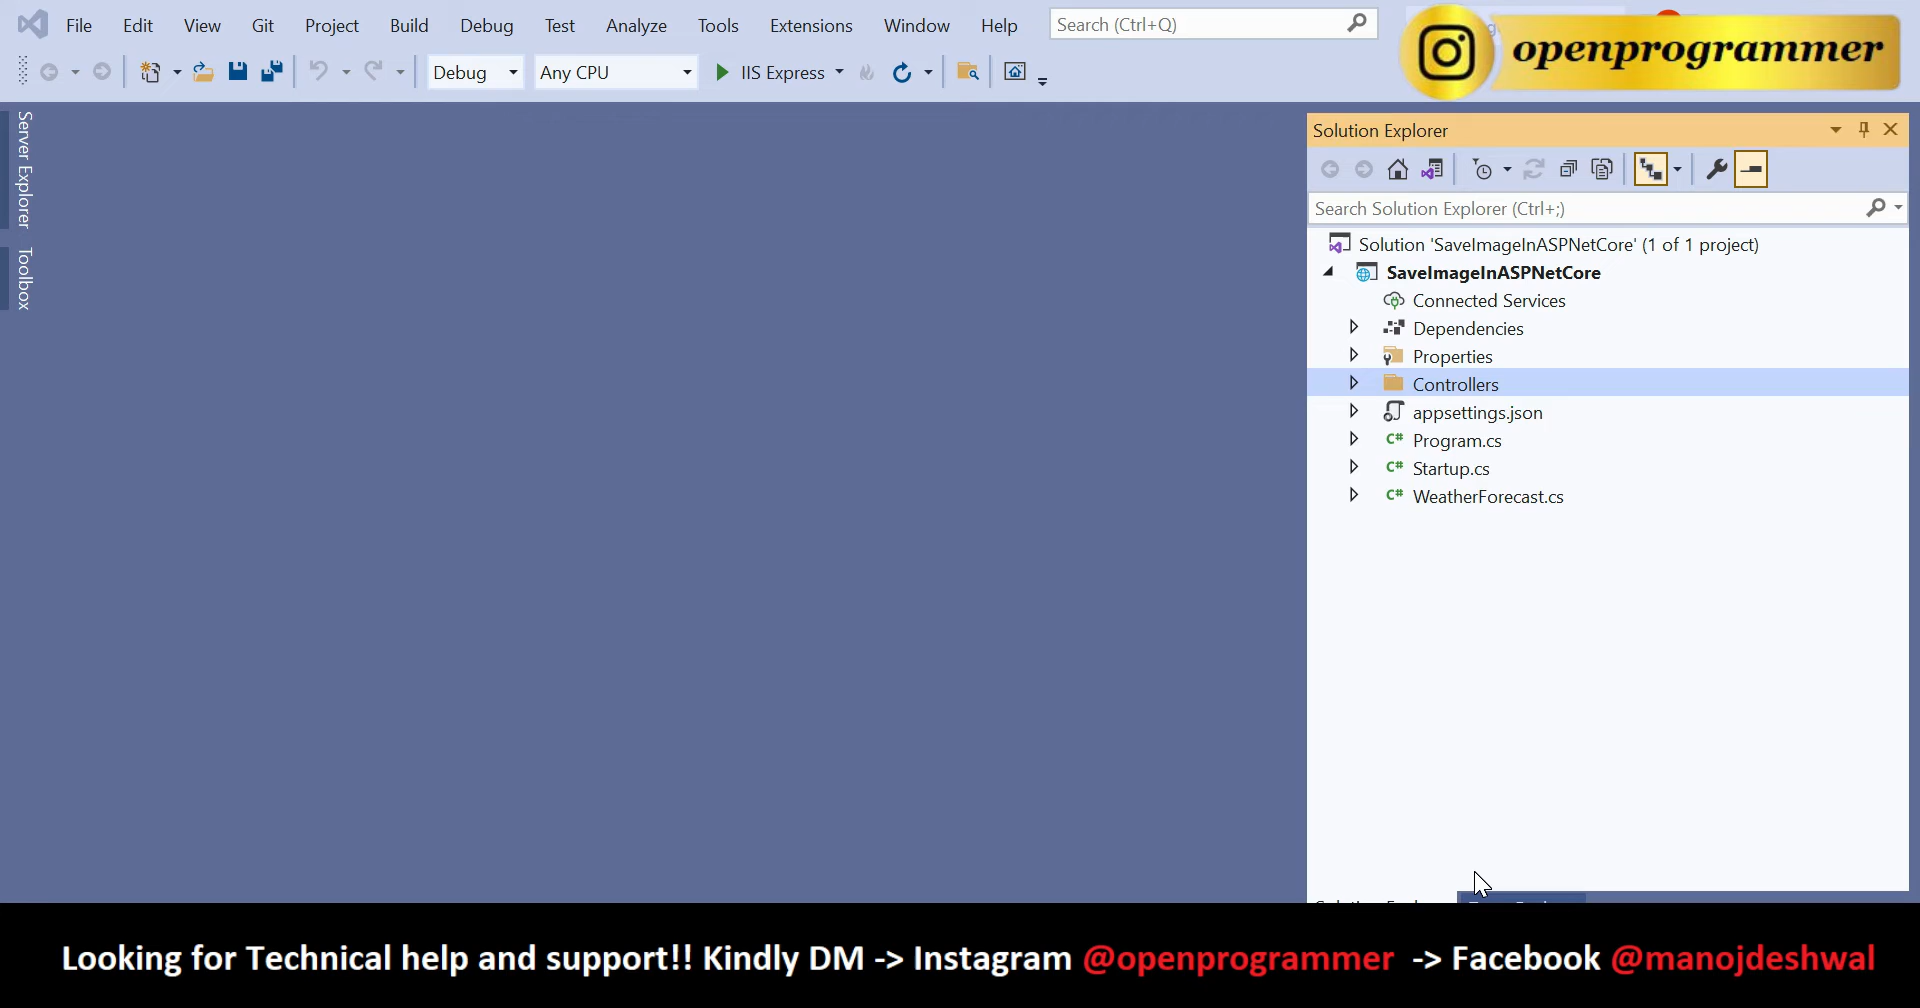 File Edit View Git Project Build Debug Test Analyze Tools Extensions Window Help Search (Ctrl+Q)
openprogrammer
Debug Any CPU IIS Express
Server Explorer
Toolbox
Solution Explorer
Search Solution Explorer (Ctrl+;)
Solution 'SaveImageInASPNetCore' (1 of 1 project)
SaveImageInASPNetCore
Connected Services
Dependencies
Properties
Controllers
appsettings.json
C# Program.cs
C# Startup.cs
C# WeatherForecast.cs
Looking for Technical help and support!! Kindly DM -> Instagram @openprogrammer -> Facebook @manojdeshwal